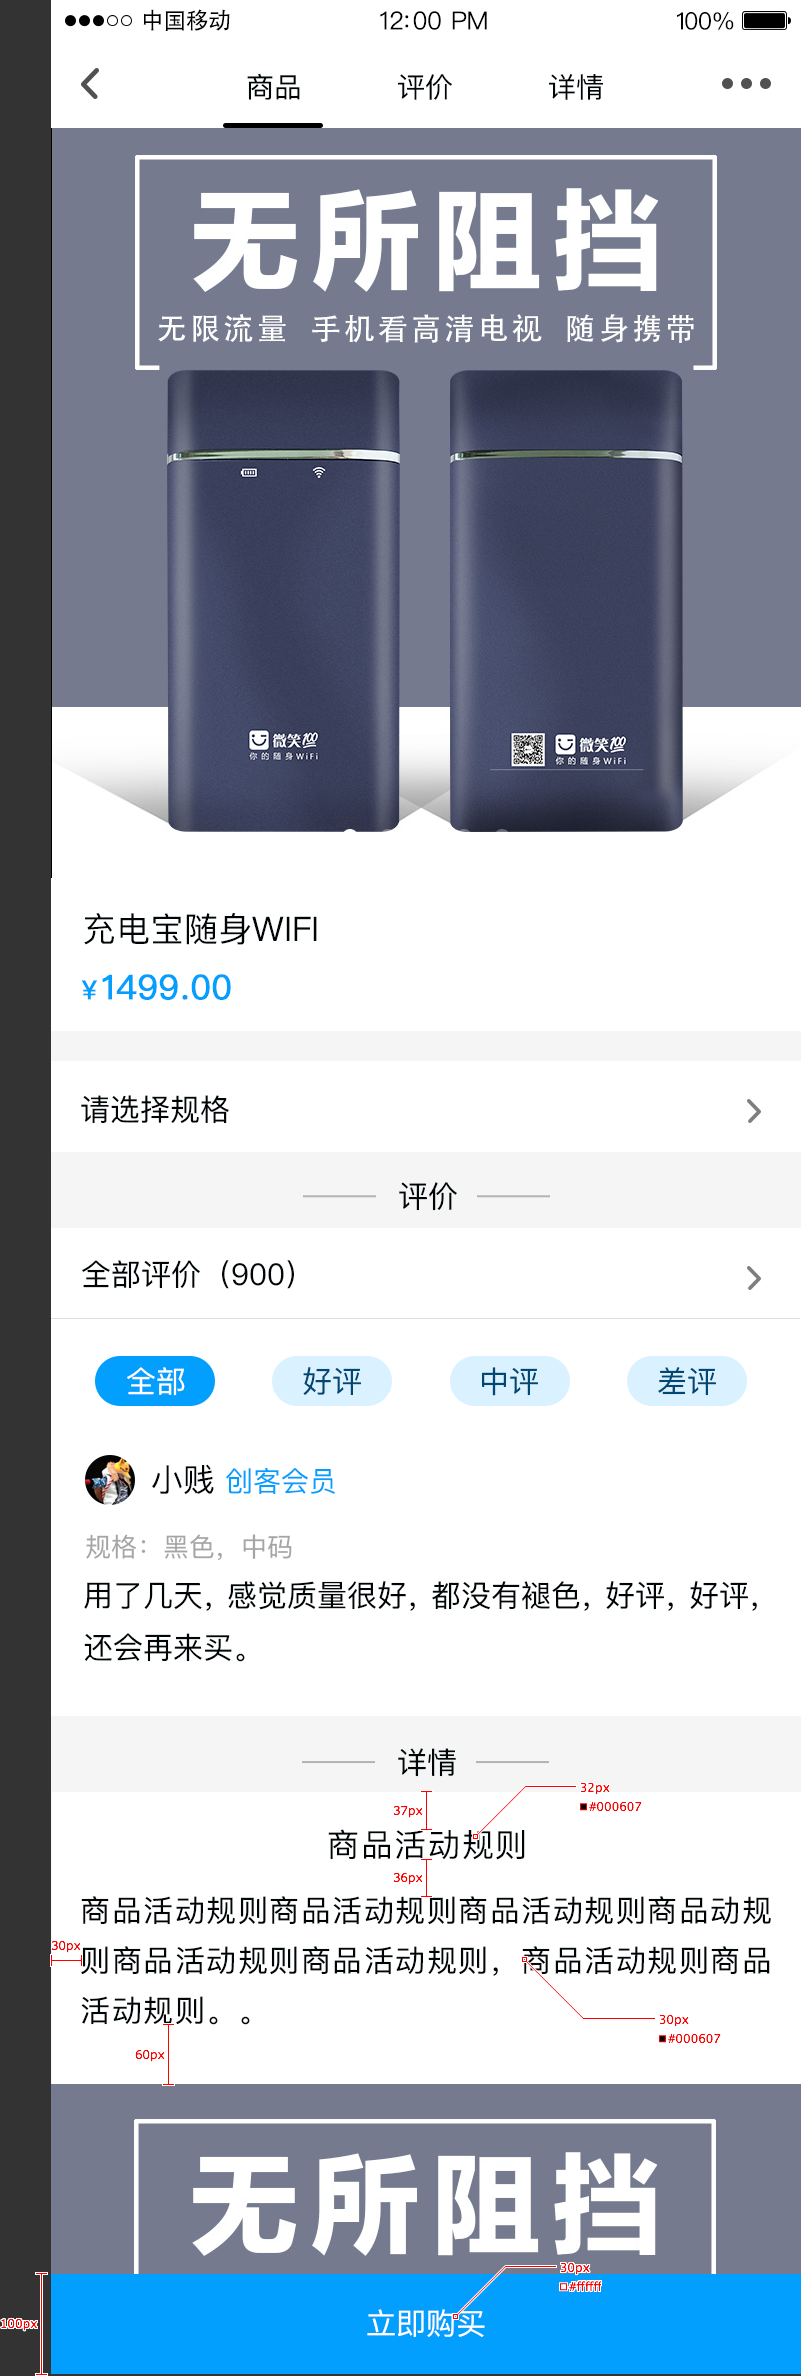 中国移动 12:00 PM 100%
商品 评价 详情
无所阻挡
无限流量 手机看高清电视 随身携带
微笑100 微笑100
你的随身WiFi 你的随身WiFi
充电宝随身WIFI
¥1499.00
请选择规格
评价
全部评价（900）
全部 好评 中评 差评
小贱 创客会员
规格：黑色，中码
用了几天，感觉质量很好，都没有褪色，好评，好评，
还会再来买。
详情
32px
37px
#000607
商品活动规则
36px
商品活动规则商品活动规则商品活动规则商品动规
30px
则商品活动规则商品活动规则，商品活动规则商品
活动规则。。
30px
#000607
60px
无所阻挡
30px
#ffffff
100px
立即购买